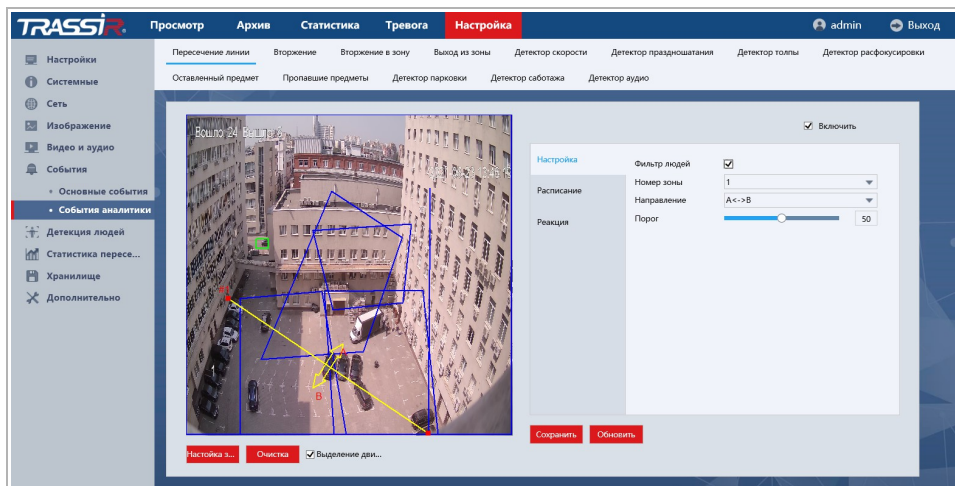 TRASSIR
Просмотр Архив Статистика Тревога Настройка admin Выход
Настройки
Системные
Сеть
Изображение
Видео и аудио
События
• Основные события
• События аналитики
Детекция людей
Статистика пересе...
Хранилище
Дополнительно
Пересечение линии Вторжение Вторжение в зону Выход из зоны Детектор скорости Детектор праздношатания Детектор толпы Детектор расфокусировки
Оставленный предмет Пропавшие предметы Детектор парковки Детектор саботажа Детектор аудио
Вошло 24 Вышло 8
A
B
Настойка з... Очистка Выделение дви...
Включить
Настройка
Расписание
Реакция
Фильтр людей
Номер зоны 1
Направление A<->B
Порог 50
Сохранить Обновить